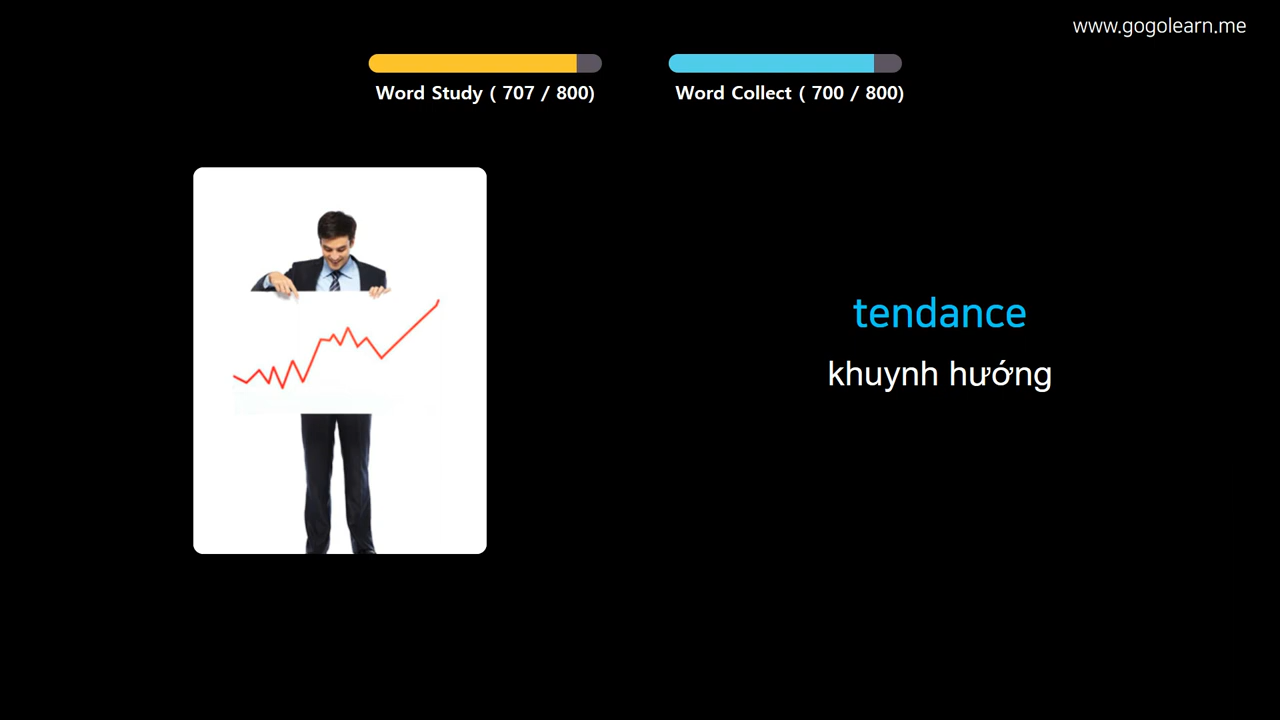 www.gogolearn.me
Word Study ( 707 / 800)
Word Collect ( 700 / 800)
tendance
khuynh hướng